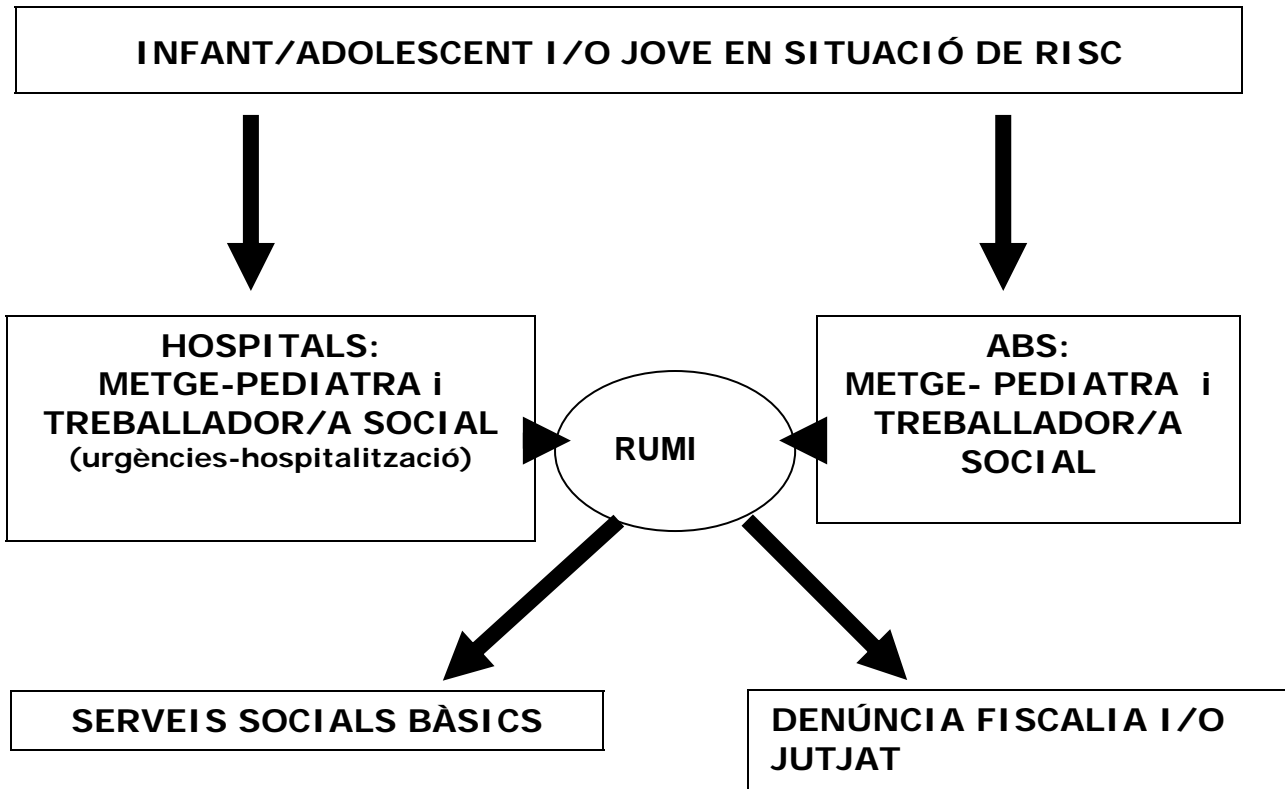 INFANT/ADOLESCENT I/O JOVE EN SITUACIÓ DE RISC
HOSPITALS:
METGE-PEDIATRA i
TREBALLADOR/A SOCIAL
(urgències-hospitalització)
RUMI
ABS:
METGE- PEDIATRA i
TREBALLADOR/A
SOCIAL
SERVEIS SOCIALS BÀSICS
DENÚNCIA FISCALIA I/O
JUTJAT